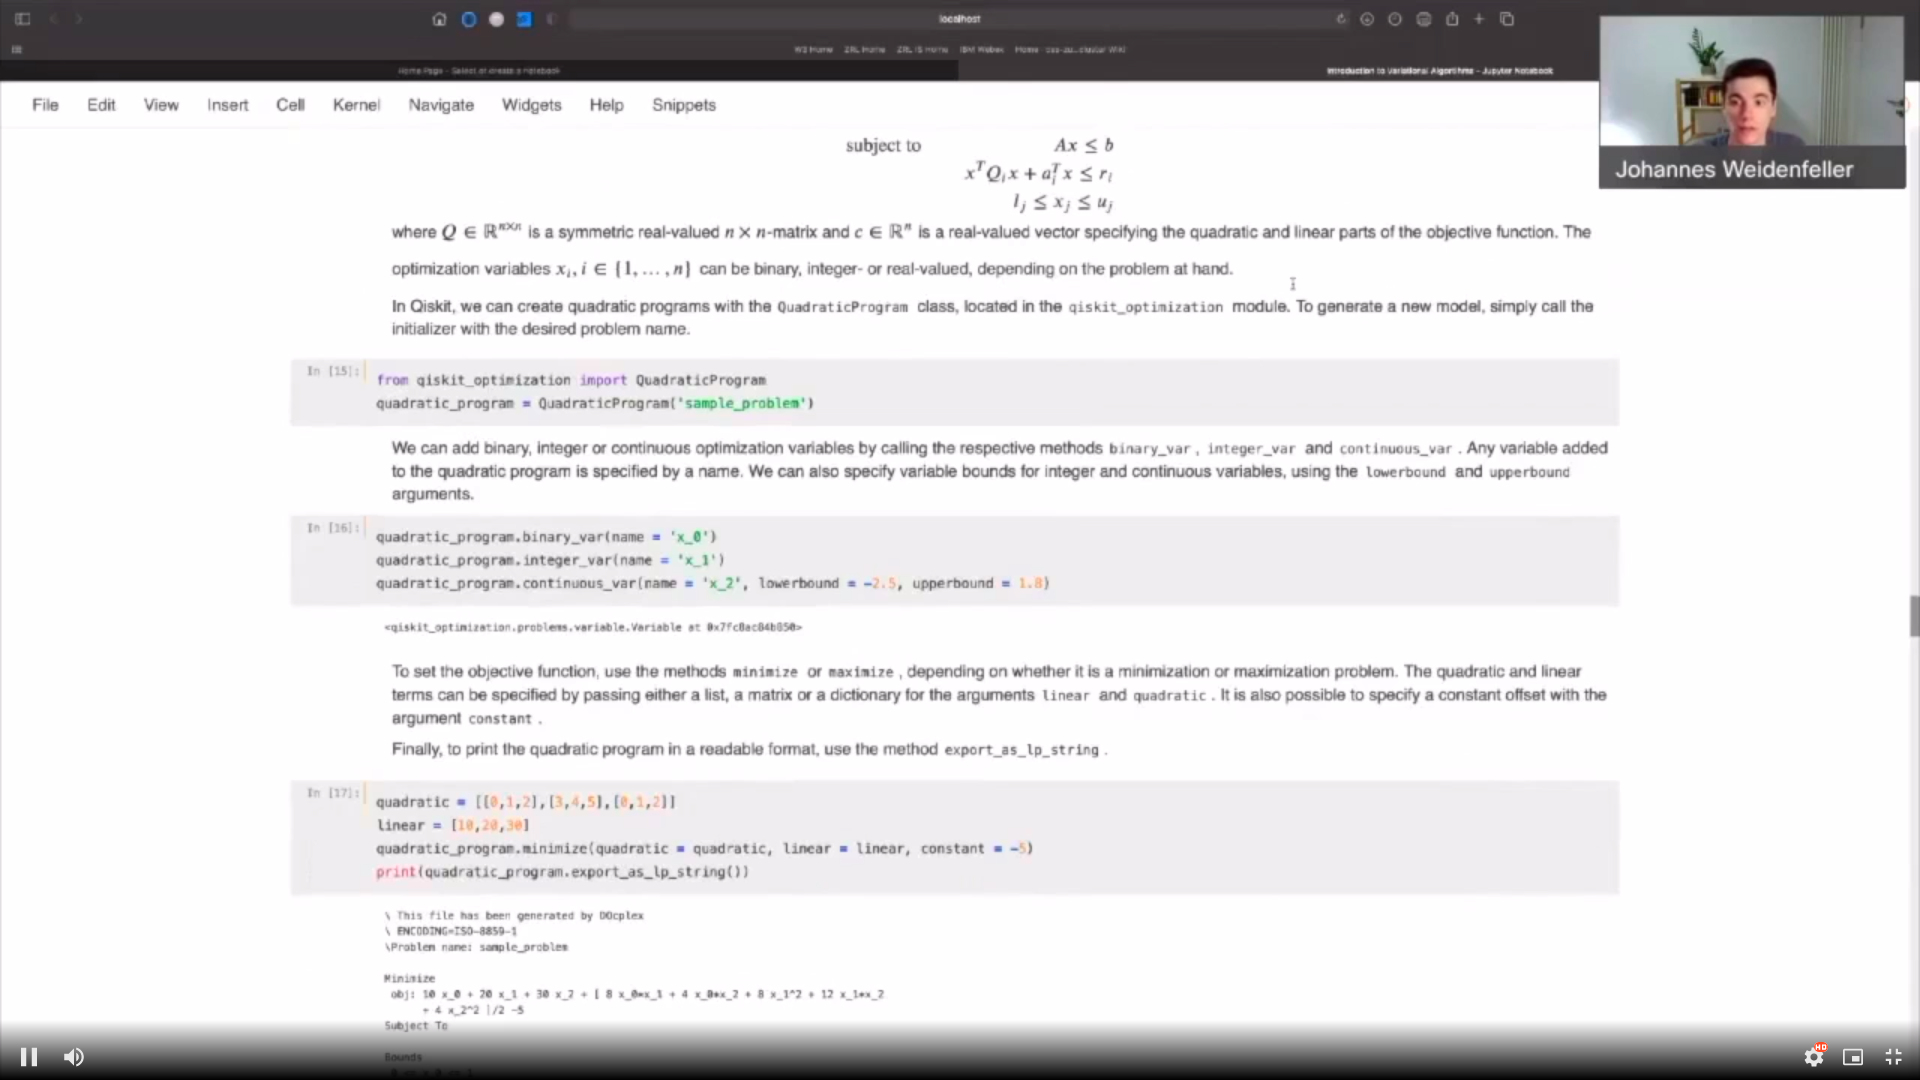 localhost
W3 Home ZRL Home ZRL IS Home IBM Webex Home
Home Page - Select or create a notebook
Introduction to Variational Algorithms - Jupyter Notebook
File Edit View Insert Cell Kernel Navigate Widgets Help Snippets
Johannes Weidenfeller
subject to Ax ≤ b
x^T Q_i x + a_i^T x ≤ r_i
l_j ≤ x_j ≤ u_j
where Q ∈ ℝ^{n×n} is a symmetric real-valued n × n-matrix and c ∈ ℝ^n is a real-valued vector specifying the quadratic and linear parts of the objective function. The
optimization variables x_i, i ∈ {1, … , n} can be binary, integer- or real-valued, depending on the problem at hand.
In Qiskit, we can create quadratic programs with the QuadraticProgram class, located in the qiskit_optimization module. To generate a new model, simply call the
initializer with the desired problem name.
In [15]:
from qiskit_optimization import QuadraticProgram
quadratic_program = QuadraticProgram('sample_problem')
We can add binary, integer or continuous optimization variables by calling the respective methods binary_var, integer_var and continuous_var. Any variable added
to the quadratic program is specified by a name. We can also specify variable bounds for integer and continuous variables, using the lowerbound and upperbound
arguments.
In [16]:
quadratic_program.binary_var(name = 'x_0')
quadratic_program.integer_var(name = 'x_1')
quadratic_program.continuous_var(name = 'x_2', lowerbound = -2.5, upperbound = 1.8)
<qiskit_optimization.problems.variable.Variable at 0x7fc8ac84b850>
To set the objective function, use the methods minimize or maximize, depending on whether it is a minimization or maximization problem. The quadratic and linear
terms can be specified by passing either a list, a matrix or a dictionary for the arguments linear and quadratic. It is also possible to specify a constant offset with the
argument constant.
Finally, to print the quadratic program in a readable format, use the method export_as_lp_string.
In [17]:
quadratic = [[0,1,2],[3,4,5],[0,1,2]]
linear = [10,20,30]
quadratic_program.minimize(quadratic = quadratic, linear = linear, constant = -5)
print(quadratic_program.export_as_lp_string())
\ This file has been generated by DOcplex
\ ENCODING=ISO-8859-1
\Problem name: sample_problem
Minimize
obj: 10 x_0 + 20 x_1 + 30 x_2 + [ 8 x_0*x_1 + 4 x_0*x_2 + 8 x_1^2 + 12 x_1*x_2
+ 4 x_2^2 ]/2 -5
Subject To
Bounds
HD